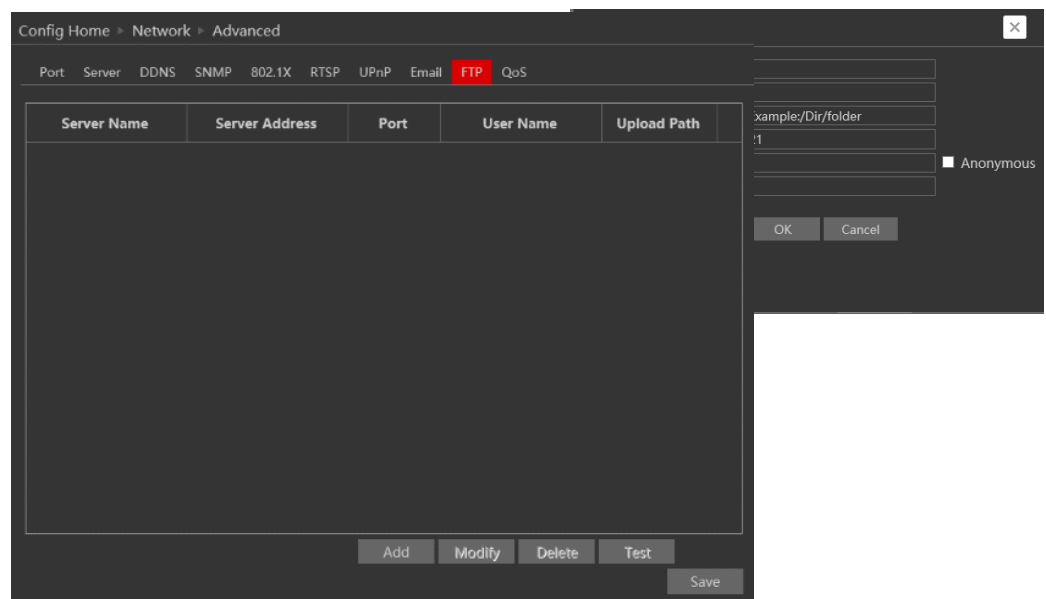 Config Home ▸ Network ▸ Advanced
Port Server DDNS SNMP 802.1X RTSP UPnP Email FTP QoS
Server Name Server Address Port User Name Upload Path
Add Modify Delete Test
Save
xample:/Dir/folder
21
Anonymous
OK Cancel